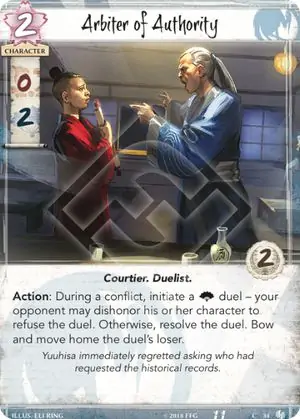 2
Arbiter of Authority
CHARACTER
0
2
2
Courtier. Duelist.
Action: During a conflict, initiate a duel – your
opponent may dishonor his or her character to
refuse the duel. Otherwise, resolve the duel. Bow
and move home the duel's loser.
Yuuhisa immediately regretted asking who had
requested the historical records.
ILLUS: ELI RING
© 2018 FFG